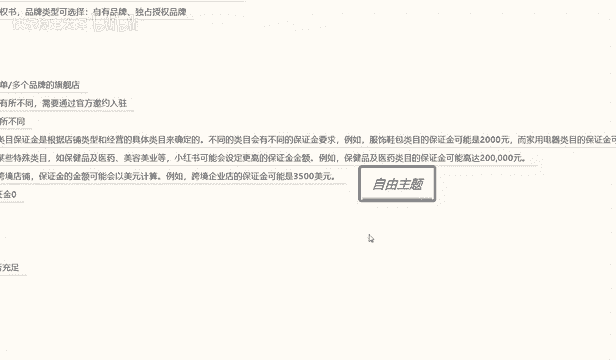 权书，品牌类型可选择：自有品牌、独占授权品牌
单/多个品牌的旗舰店
有所不同，需要通过官方邀约入驻
所不同
类目保证金是根据店铺类型和经营的具体类目来确定的。不同的类目会有不同的保证金要求，例如，服饰鞋包类目的保证金可能是2000元，而家用电器类目的保证金可
某些特殊类目，如保健品及医药、美容美业等，小红书可能会设定更高的保证金金额。例如，保健品及医药类目的保证金可能高达200,000元。
跨境店铺，保证金的金额可能会以美元计算。例如，跨境企业店的保证金可能是3500美元。
自由主题
证金0
充足